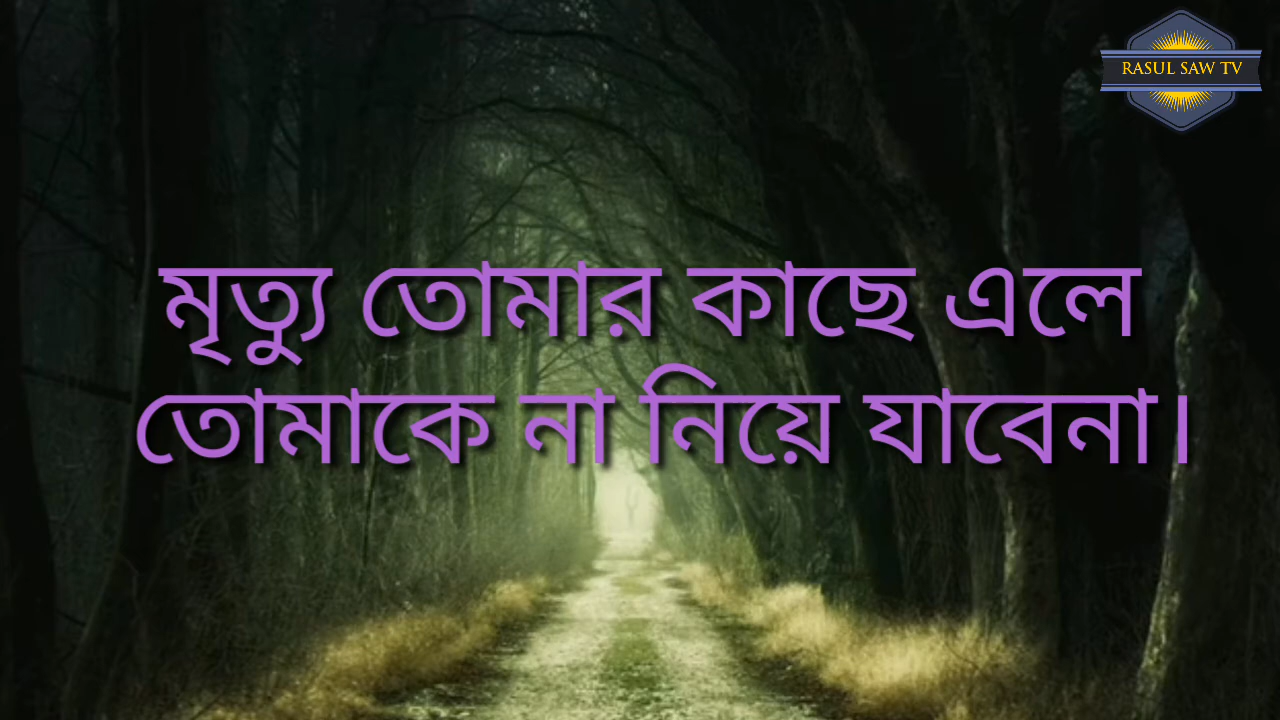 RASUL SAW TV
মৃত্যু তোমার কাছে এলে
তোমাকে না নিয়ে যাবেনা।